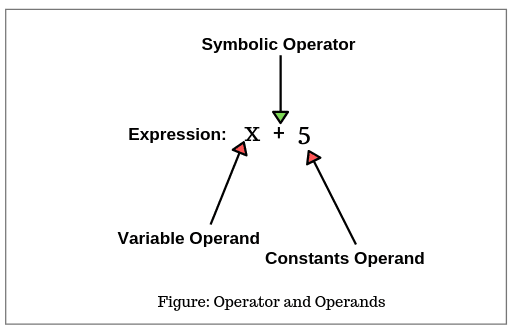 Symbolic Operator
Expression: x + 5
Variable Operand
Constants Operand
Figure: Operator and Operands